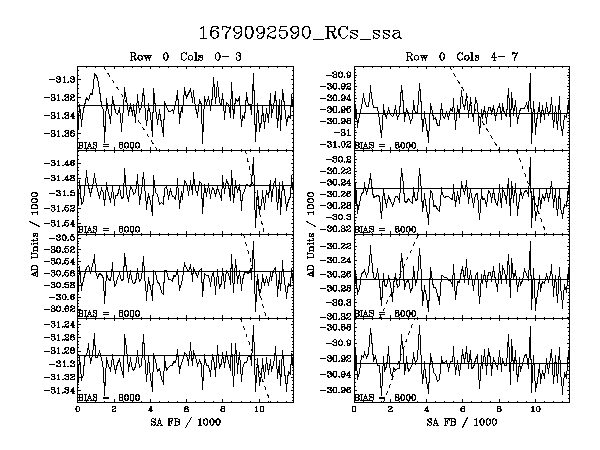 1679092590_RCs_ssa
Row 0 Cols 0- 3
Row 0 Cols 4- 7
-31.3
-31.32
-31.34
-31.36
BIAS = 8000
-30.9
-30.92
-30.94
-30.96
-30.98
-31
-31.02
BIAS = 8000
-31.48
-31.5
-31.52
-31.54
BIAS = 8000
-30.2
-30.22
-30.24
-30.26
-30.28
-30.3
-30.32
BIAS = 8000
-30.5
-30.52
-30.54
-30.56
-30.58
-30.6
-30.62
BIAS = 8000
-30.22
-30.24
-30.26
-30.28
-30.3
-30.32
BIAS = 8000
-31.24
-31.26
-31.28
-31.3
-31.32
-31.34
BIAS = 8000
-30.88
-30.9
-30.92
-30.94
-30.96
BIAS = 8000
AD Units / 1000
AD Units / 1000
0 2 4 6 8 10
0 2 4 6 8 10
SA FB / 1000
SA FB / 1000